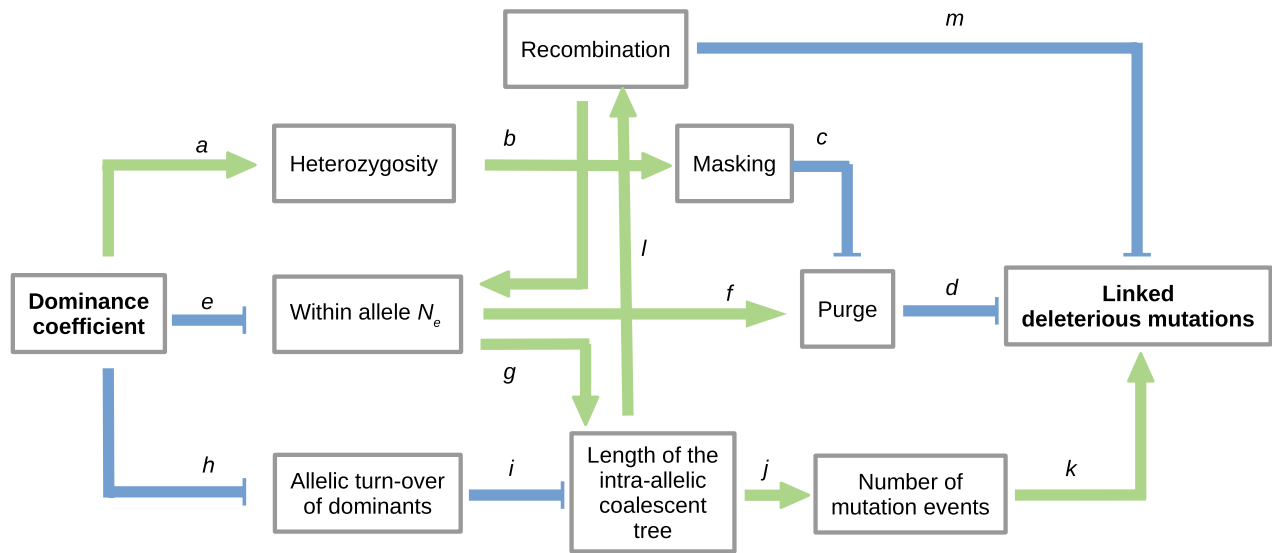 m
Recombination
a
b
c
Heterozygosity
Masking
l
Dominance
coefficient
e
Within allele Ne
f
Purge
d
Linked
deleterious mutations
g
h
Allelic turn-over
of dominants
i
Length of the
intra-allelic
coalescent
tree
j
Number of
mutation events
k